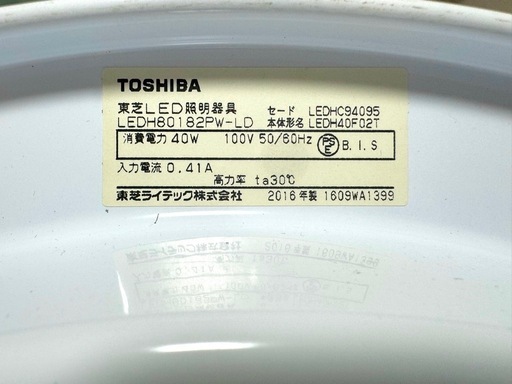 TOSHIBA
東芝LED照明器具 セード LEDHC94095
LEDH80182PW-LD 本体形名 LEDH40F02T
消費電力 40W 100V 50/60Hz PSE B.I.S
入力電流 0.41A
高力率 ta30℃
東芝ライテック株式会社 2016年製 1609WA1399